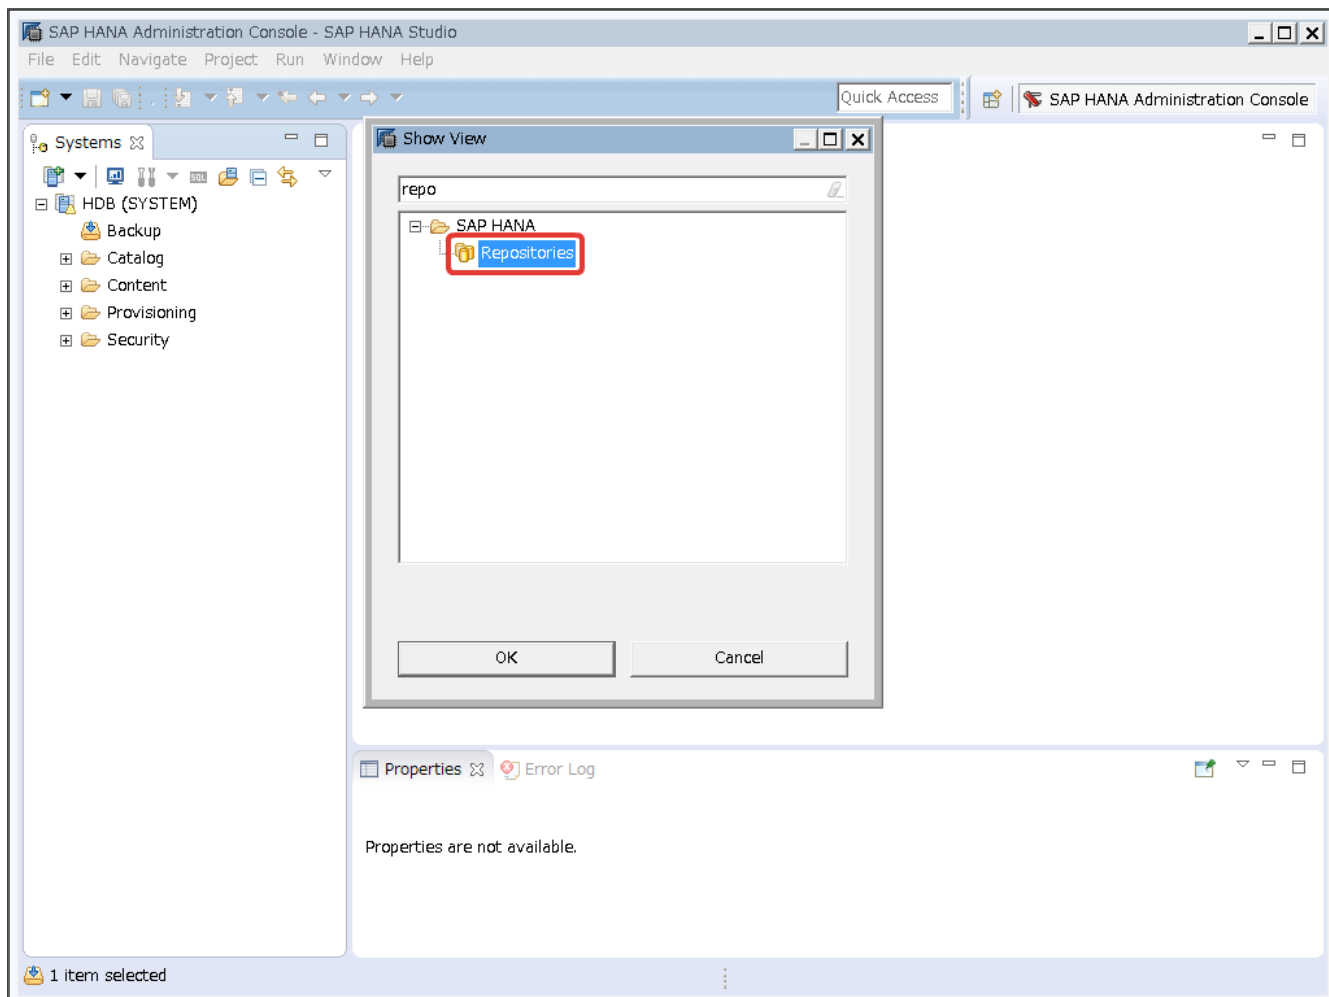 SAP HANA Administration Console - SAP HANA Studio
File Edit Navigate Project Run Window Help
Quick Access
SAP HANA Administration Console
Systems
Show View
repo
HDB (SYSTEM)
SAP HANA
Backup
Repositories
Catalog
Content
Provisioning
Security
OK Cancel
Properties Error Log
Properties are not available.
1 item selected